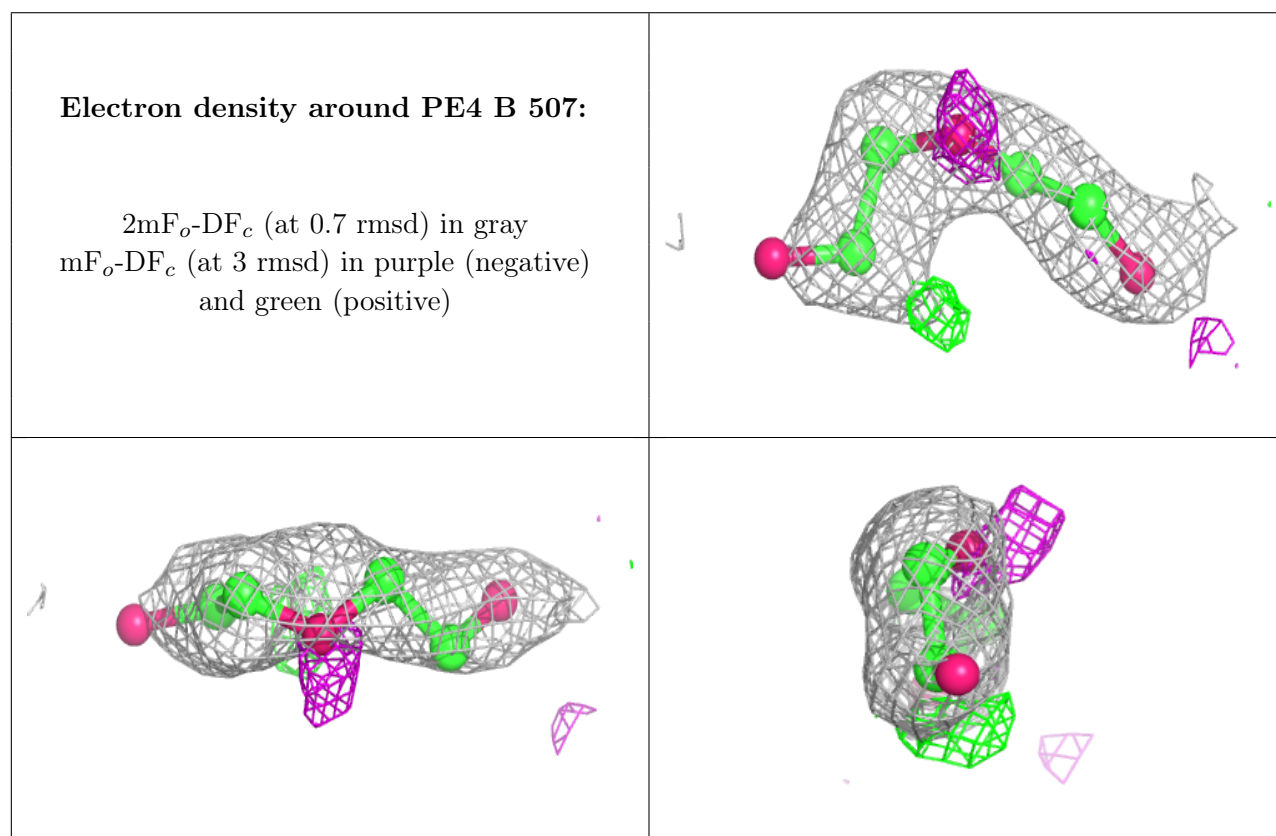 Electron density around PE4 B 507:
2mFo-DFc (at 0.7 rmsd) in gray
mFo-DFc (at 3 rmsd) in purple (negative)
and green (positive)